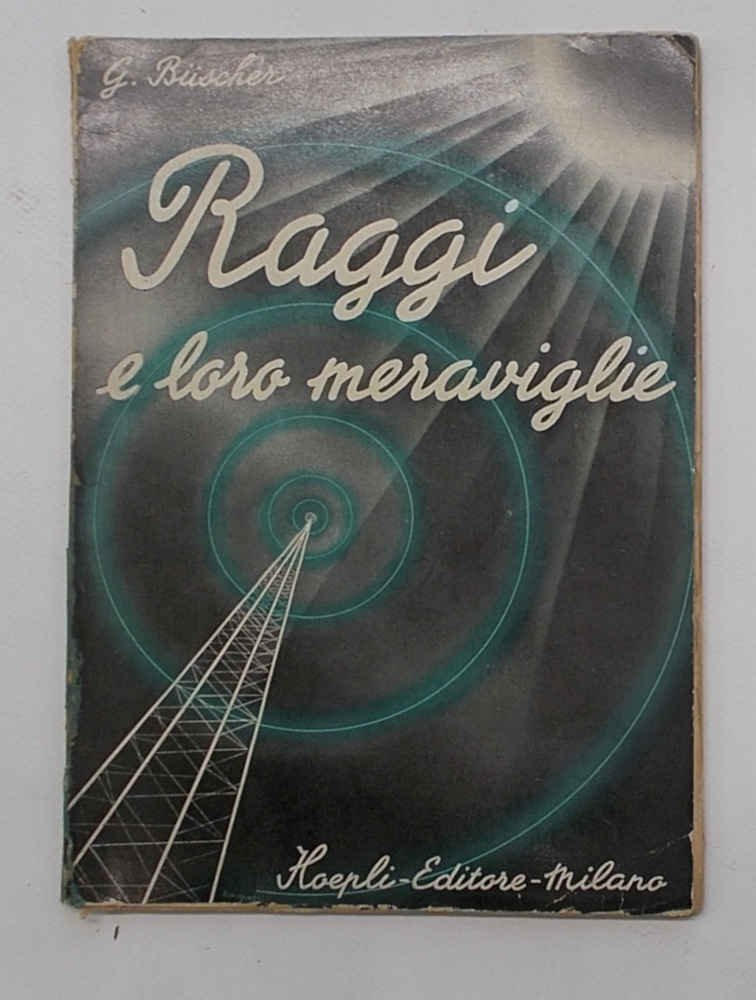 G. Büscher
Raggi
e loro meraviglie
Hoepli-Editore-Milano